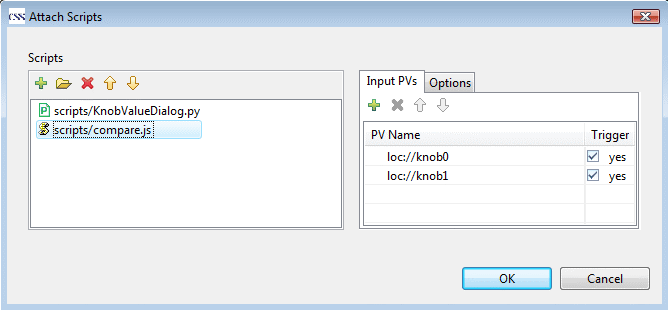 CSS Attach Scripts
Scripts
scripts/KnobValueDialog.py
scripts/compare.js
Input PVs Options
PV Name Trigger
loc://knob0 yes
loc://knob1 yes
OK Cancel